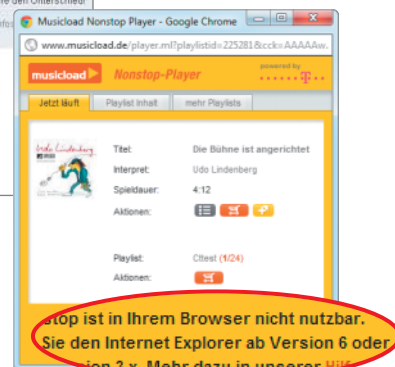 den Unterschied!
Musicload Nonstop Player - Google Chrome
www.musicload.de/player.ml?playlistid=225281&cck=AAAAAw.
musicload Nonstop-Player
powered by
T
Jetzt läuft Playlist Inhalt mehr Playlists
Titel: Die Bühne ist angerichtet
Interpret: Udo Lindenberg
Spieldauer: 4:12
Aktionen:
Playlist: Cttest (1/24)
Aktionen:
stop ist in Ihrem Browser nicht nutzbar.
Sie den Internet Explorer ab Version 6 oder
Mehr dazu in unserer Hilfe